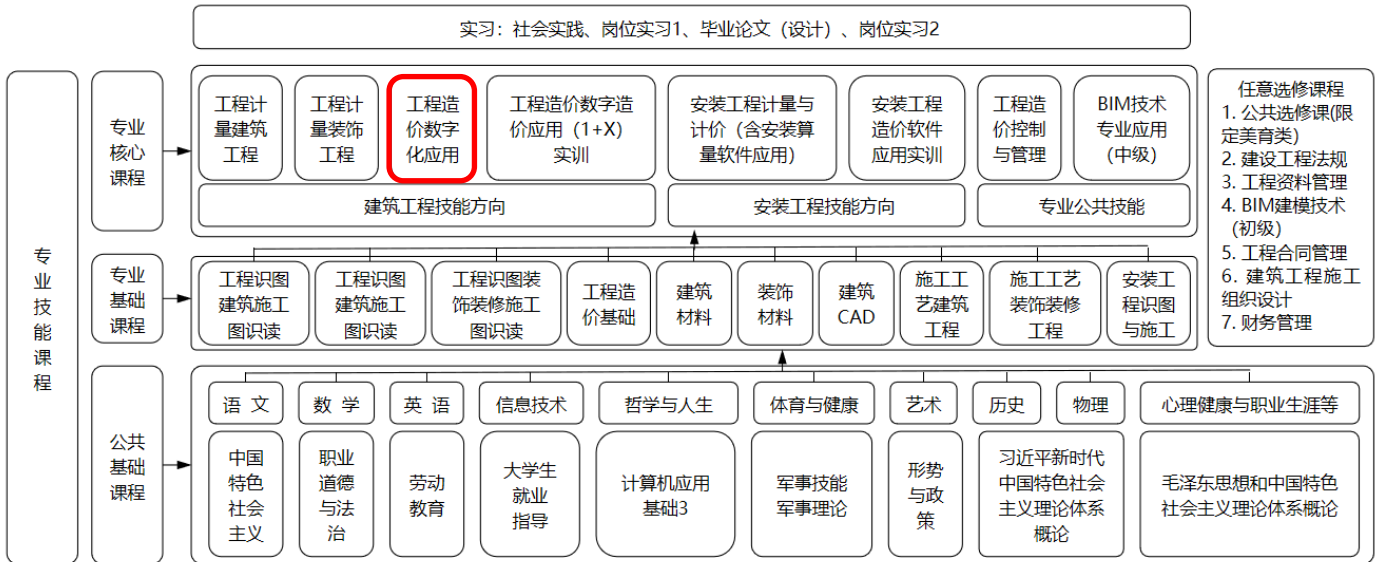 实习：社会实践、岗位实习1、毕业论文（设计）、岗位实习2
专
业
技
能
课
程
专业
核心
课程
工程计
量建筑
工程
工程计
量装饰
工程
工程造
价数字
化应用
工程造价数字造
价应用（1+X）
实训
安装工程计量与
计价（含安装算
量软件应用）
安装工程
造价软件
应用实训
工程造
价控制
与管理
BIM技术
专业应用
（中级）
建筑工程技能方向
安装工程技能方向
专业公共技能
任意选修课程
1. 公共选修课(限
定美育类)
2. 建设工程法规
3. 工程资料管理
4. BIM建模技术
（初级）
5. 工程合同管理
6. 建筑工程施工
组织设计
7. 财务管理
专业
基础
课程
工程识图
建筑施工
图识读
工程识图
建筑施工
图识读
工程识图装
饰装修施工
图识读
工程造
价基础
建筑
材料
装饰
材料
建筑
CAD
施工工
艺建筑
工程
施工工艺
装饰装修
工程
安装工
程识图
与施工
公共
基础
课程
语 文
数 学
英 语
信息技术
哲学与人生
体育与健康
艺术
历史
物理
心理健康与职业生涯等
中国
特色
社会
主义
职业
道德
与法
治
劳动
教育
大学生
就业
指导
计算机应用
基础3
军事技能
军事理论
形势
与政
策
习近平新时代
中国特色社会
主义理论体系
概论
毛泽东思想和中国特色
社会主义理论体系概论